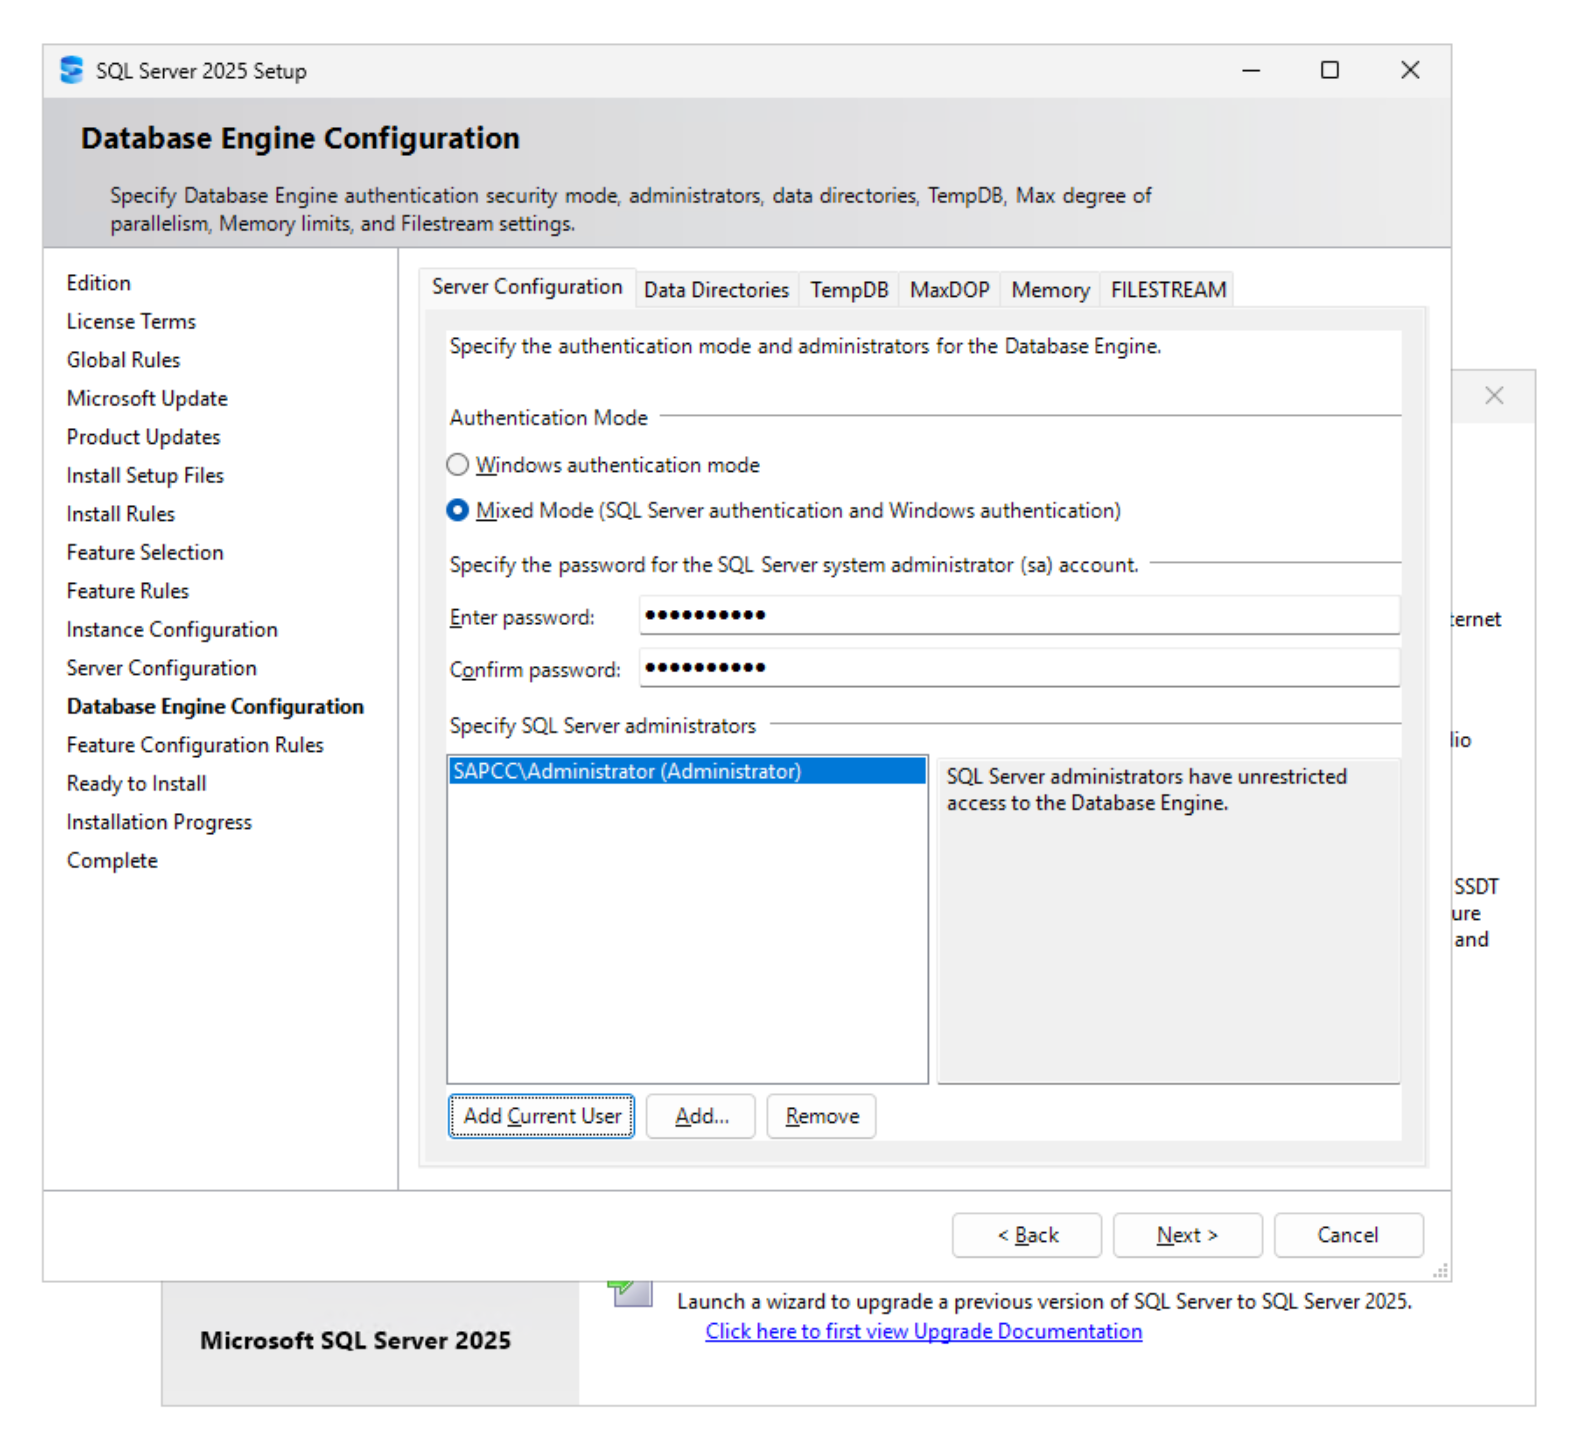 SQL Server 2025 Setup
Database Engine Configuration
Specify Database Engine authentication security mode, administrators, data directories, TempDB, Max degree of
parallelism, Memory limits, and Filestream settings.
Edition
License Terms
Global Rules
Microsoft Update
Product Updates
Install Setup Files
Install Rules
Feature Selection
Feature Rules
Instance Configuration
Server Configuration
Database Engine Configuration
Feature Configuration Rules
Ready to Install
Installation Progress
Complete
Server Configuration Data Directories TempDB MaxDOP Memory FILESTREAM
Specify the authentication mode and administrators for the Database Engine.
Authentication Mode
Windows authentication mode
Mixed Mode (SQL Server authentication and Windows authentication)
Specify the password for the SQL Server system administrator (sa) account.
Enter password: ●●●●●●●●●●
Confirm password: ●●●●●●●●●●
Specify SQL Server administrators
SAPCC\Administrator (Administrator)
SQL Server administrators have unrestricted
access to the Database Engine.
Add Current User Add... Remove
< Back Next > Cancel
ternet
lio
SSDT
ure
and
Launch a wizard to upgrade a previous version of SQL Server to SQL Server 2025.
Click here to first view Upgrade Documentation
Microsoft SQL Server 2025